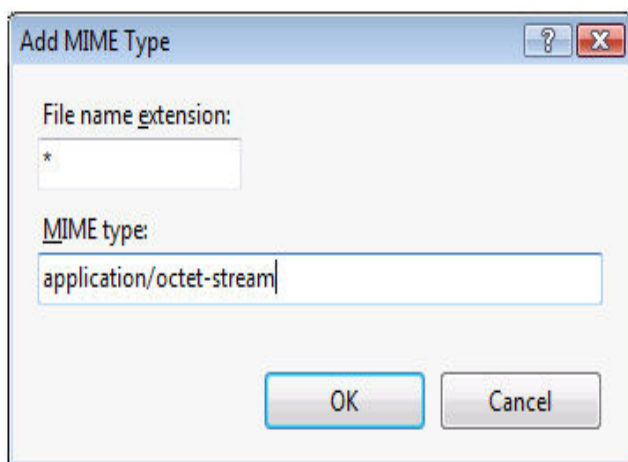 Add MIME Type
File name extension:
*
MIME type:
application/octet-stream
OK Cancel